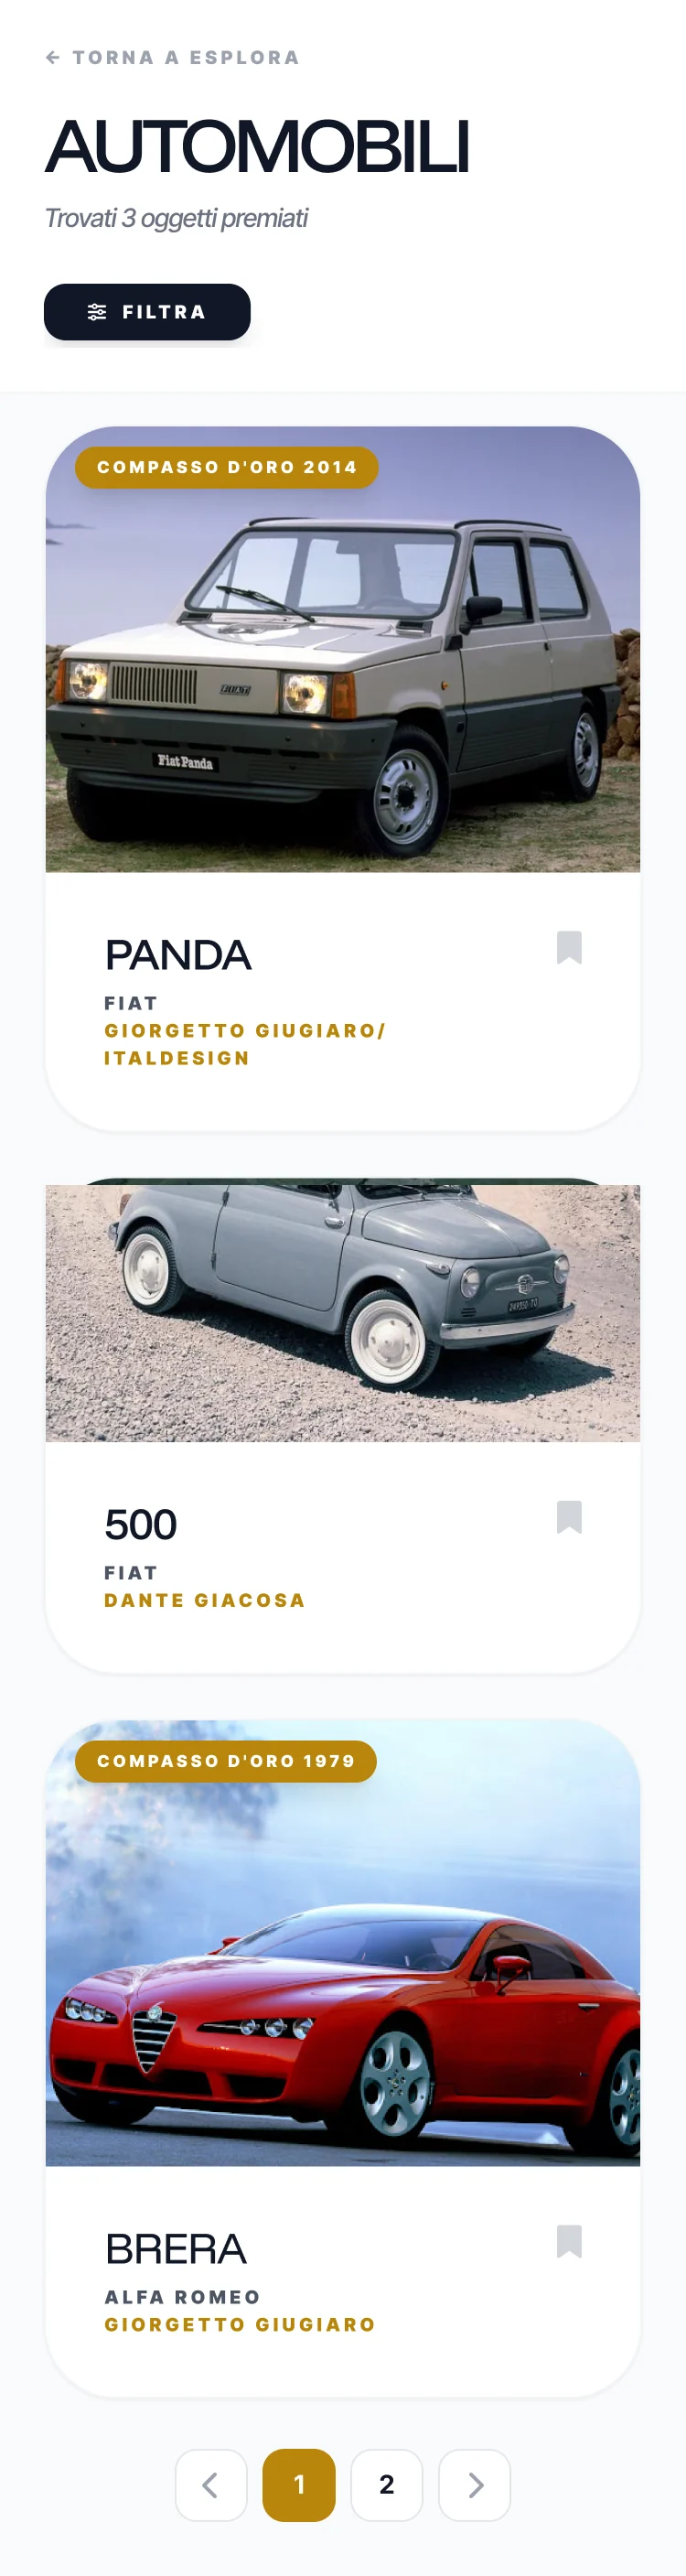 ← TORNA A ESPLORA
AUTOMOBILI
Trovati 3 oggetti premiati
FILTRA
COMPASSO D'ORO 2014
FIAT
Fiat Panda
PANDA
FIAT
GIORGETTO GIUGIARO/
ITALDESIGN
500
FIAT
DANTE GIACOSA
COMPASSO D'ORO 1979
BRERA
ALFA ROMEO
GIORGETTO GIUGIARO
1
2